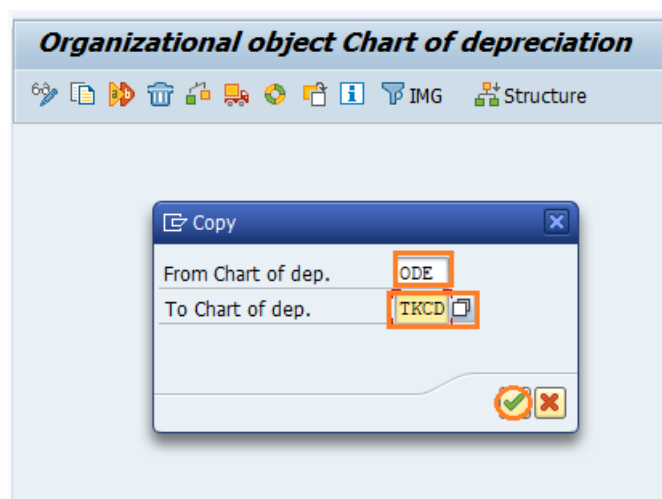 Organizational object Chart of depreciation
IMG Structure
Copy
From Chart of dep. ODE
To Chart of dep. TKCD